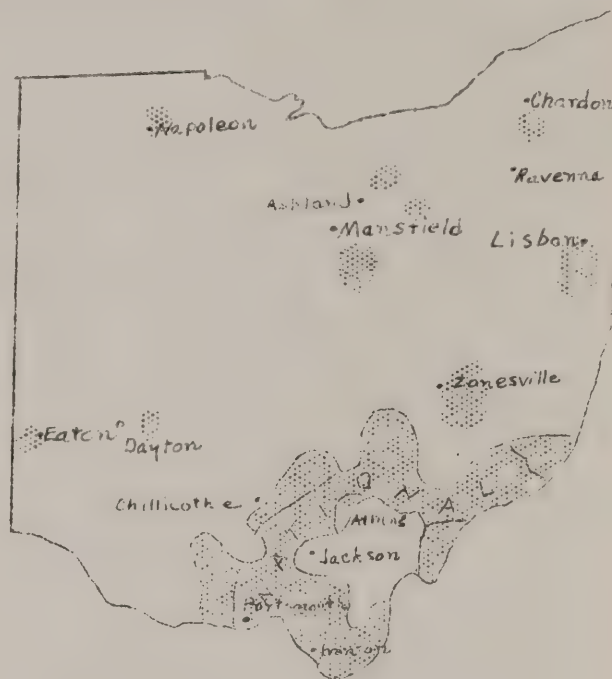 Chardon
Napoleon
Ravenna
Ashland
Mansfield
Lisbon
Zanesville
Eaton
Dayton
Chillicothe
Athens
Jackson
Portsmouth
Ironton